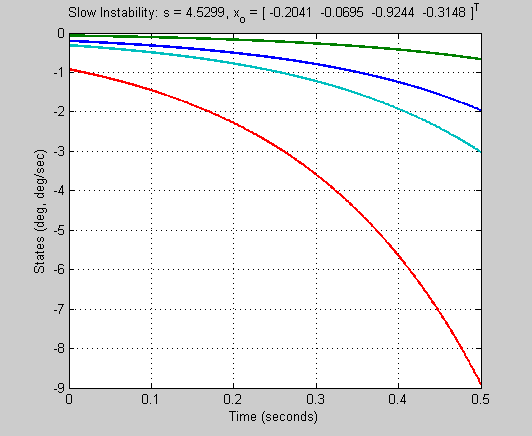 Slow Instability: s = 4.5299, xo = [ -0.2041 -0.0695 -0.9244 -0.3148 ]T
0
-1
-2
-3
-4
-5
-6
-7
-8
-9
States (deg, deg/sec)
0 0.1 0.2 0.3 0.4 0.5
Time (seconds)